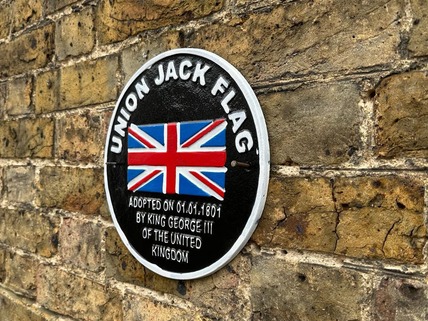 UNION JACK FLAG
ADOPTED ON 01.01.1801
BY KING GEORGE III
OF THE UNITED
KINGDOM